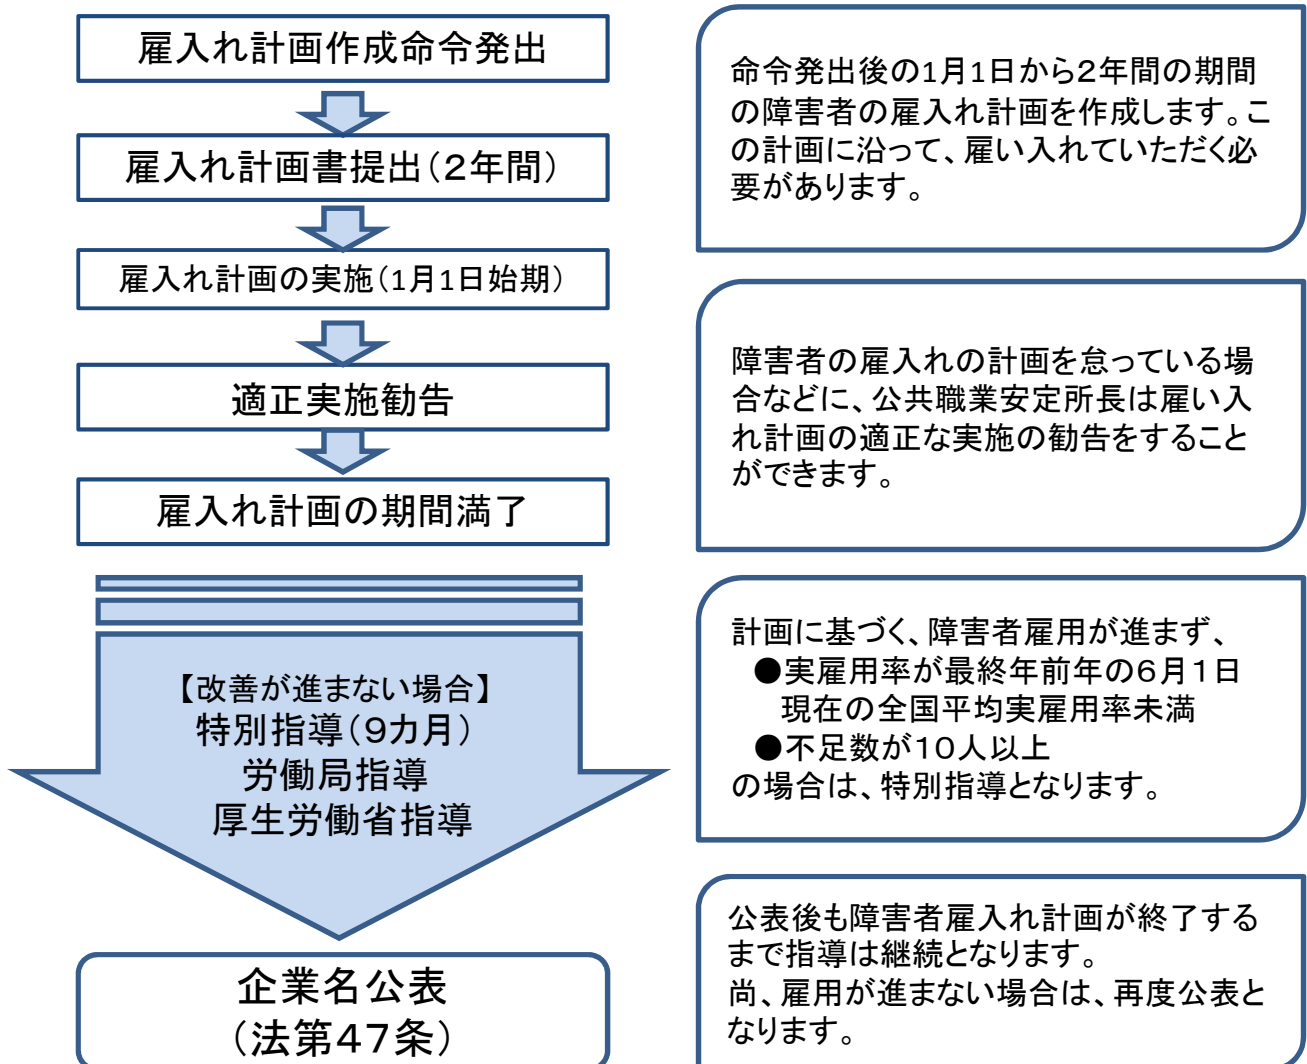 雇入れ計画作成命令発出
雇入れ計画書提出（２年間）
雇入れ計画の実施（1月1日始期）
適正実施勧告
雇入れ計画の期間満了
【改善が進まない場合】
特別指導（９カ月）
労働局指導
厚生労働省指導
企業名公表
（法第４７条）
命令発出後の1月1日から２年間の期間
の障害者の雇入れ計画を作成します。こ
の計画に沿って、雇い入れていただく必
要があります。
障害者の雇入れの計画を怠っている場
合などに、公共職業安定所長は雇い入
れ計画の適正な実施の勧告をすること
ができます。
計画に基づく、障害者雇用が進まず、
●実雇用率が最終年前年の６月１日
現在の全国平均実雇用率未満
●不足数が１０人以上
の場合は、特別指導となります。
公表後も障害者雇入れ計画が終了する
まで指導は継続となります。
尚、雇用が進まない場合は、再度公表と
なります。